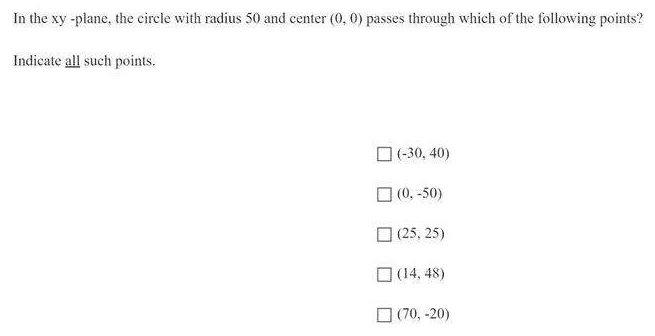 In the xy -plane, the circle with radius 50 and center (0, 0) passes through which of the following points?
Indicate all such points.
(-30, 40)
(0, -50)
(25, 25)
(14, 48)
(70, -20)